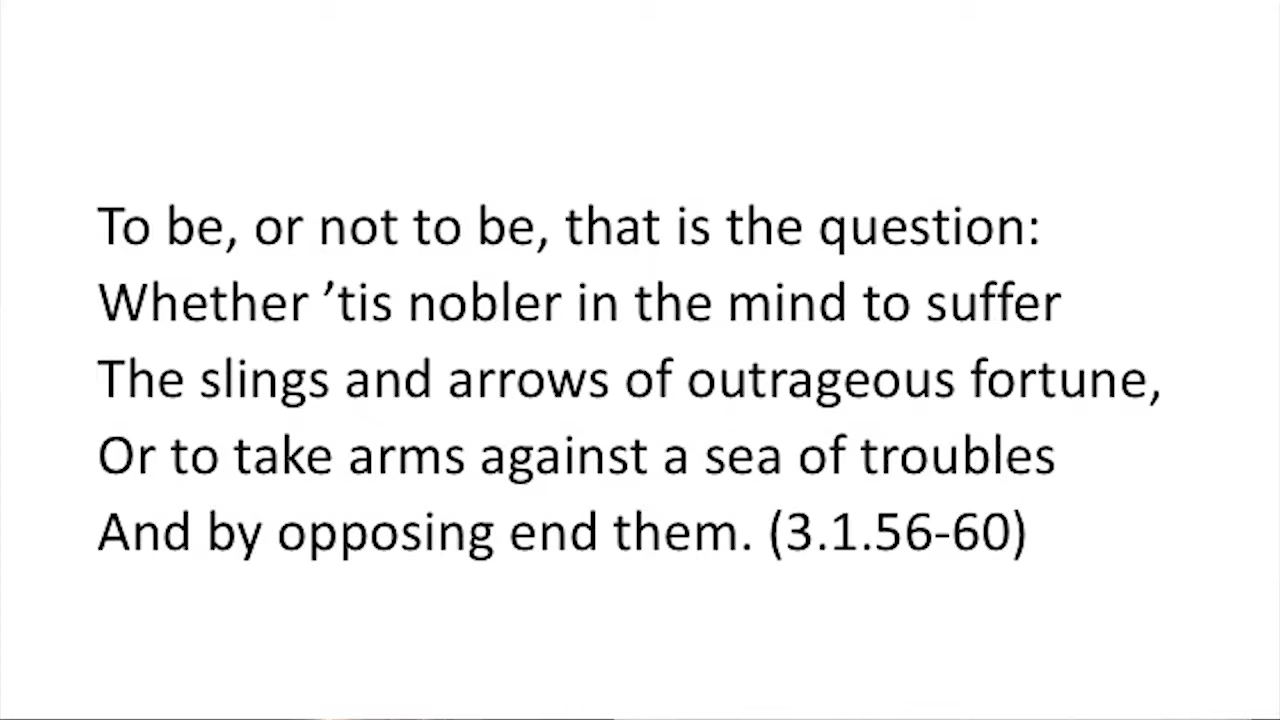 To be, or not to be, that is the question:
Whether ’tis nobler in the mind to suffer
The slings and arrows of outrageous fortune,
Or to take arms against a sea of troubles
And by opposing end them. (3.1.56-60)